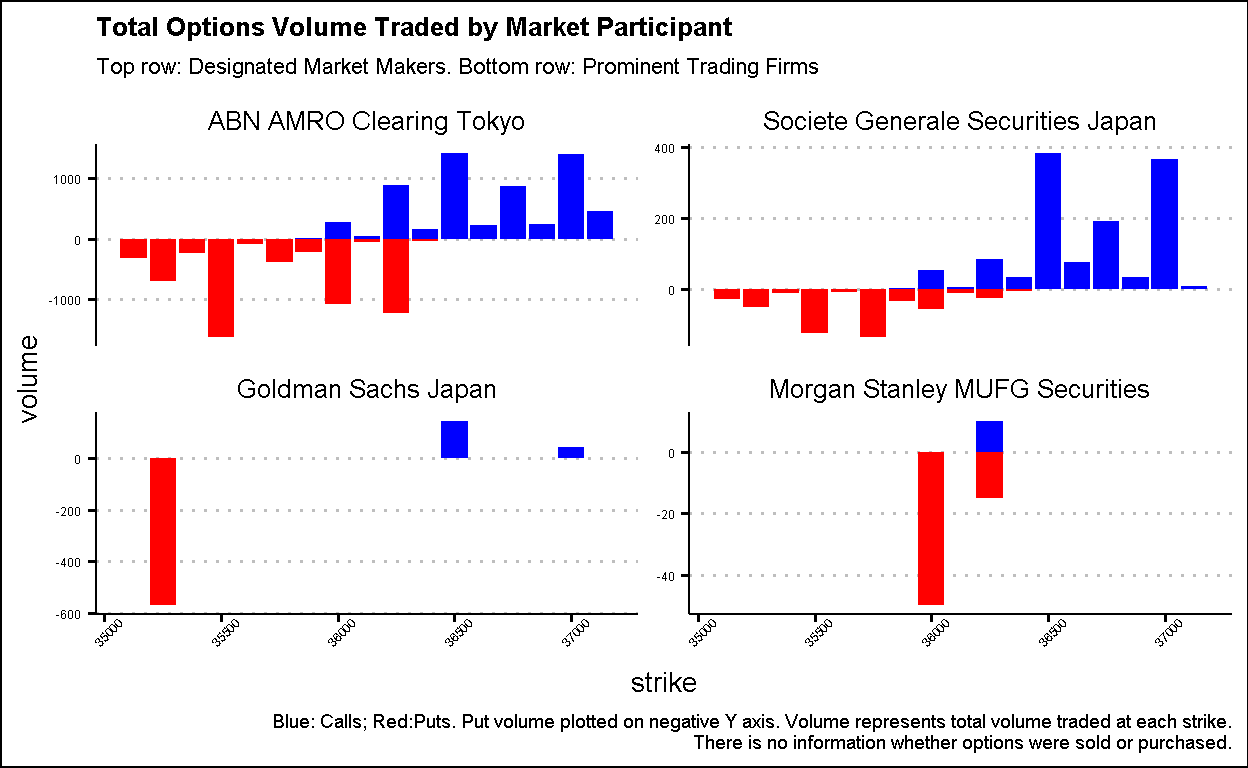 Total Options Volume Traded by Market Participant
Top row: Designated Market Makers. Bottom row: Prominent Trading Firms
ABN AMRO Clearing Tokyo
Societe Generale Securities Japan
1000
0
-1000
400
200
0
volume
Goldman Sachs Japan
Morgan Stanley MUFG Securities
0
-200
-400
-600
0
-20
-40
35000
35500
36000
36500
37000
35000
35500
36000
36500
37000
strike
Blue: Calls; Red:Puts. Put volume plotted on negative Y axis. Volume represents total volume traded at each strike.
There is no information whether options were sold or purchased.